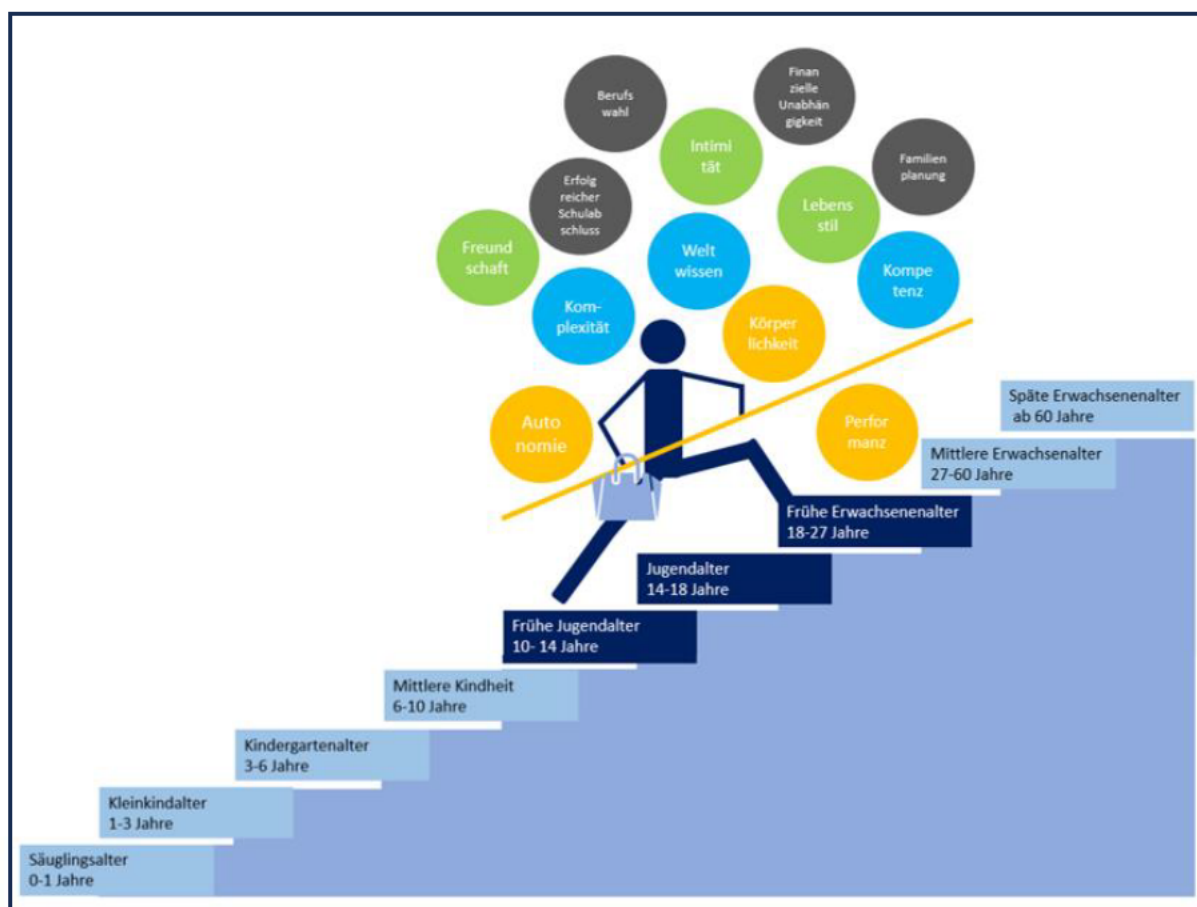 Berufs
wahl
Finan
zielle
Unabhän
gigkeit
Intimi
tät
Familien
planung
Erfolg
reicher
Schulab
schluss
Lebens
stil
Freund
schaft
Welt
wissen
Kompe
tenz
Kom-
plexität
Körper
lichkeit
Auto
nomie
Perfor
manz
Späte Erwachsenenalter
ab 60 Jahre
Mittlere Erwachsenenalter
27-60 Jahre
Frühe Erwachsenenalter
18-27 Jahre
Jugendalter
14-18 Jahre
Frühe Jugendalter
10- 14 Jahre
Mittlere Kindheit
6-10 Jahre
Kindergartenalter
3-6 Jahre
Kleinkindalter
1-3 Jahre
Säuglingsalter
0-1 Jahre